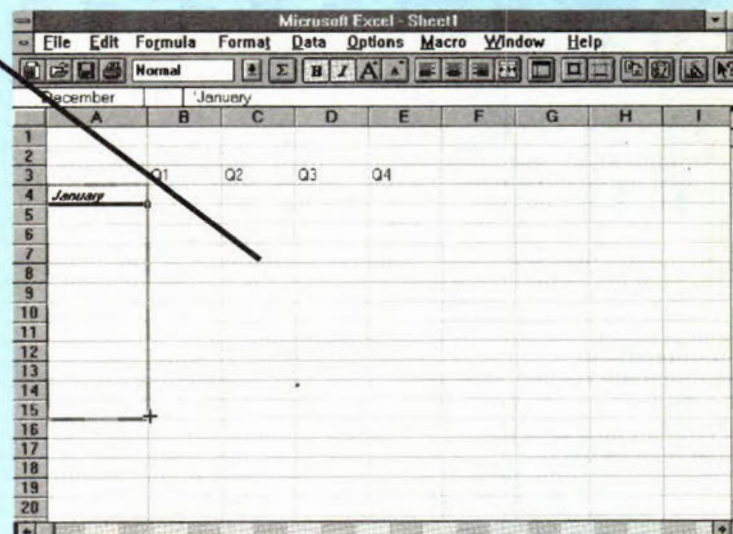 Microsoft Excel - Sheet1
File Edit Formula Format Data Options Macro Window Help
Normal Σ B I A A
December 'January
A B C D E F G H I
1
2
3 Q1 Q2 Q3 Q4
4 January
5
6
7
8
9
10
11
12
13
14
15
16
17
18
19
20